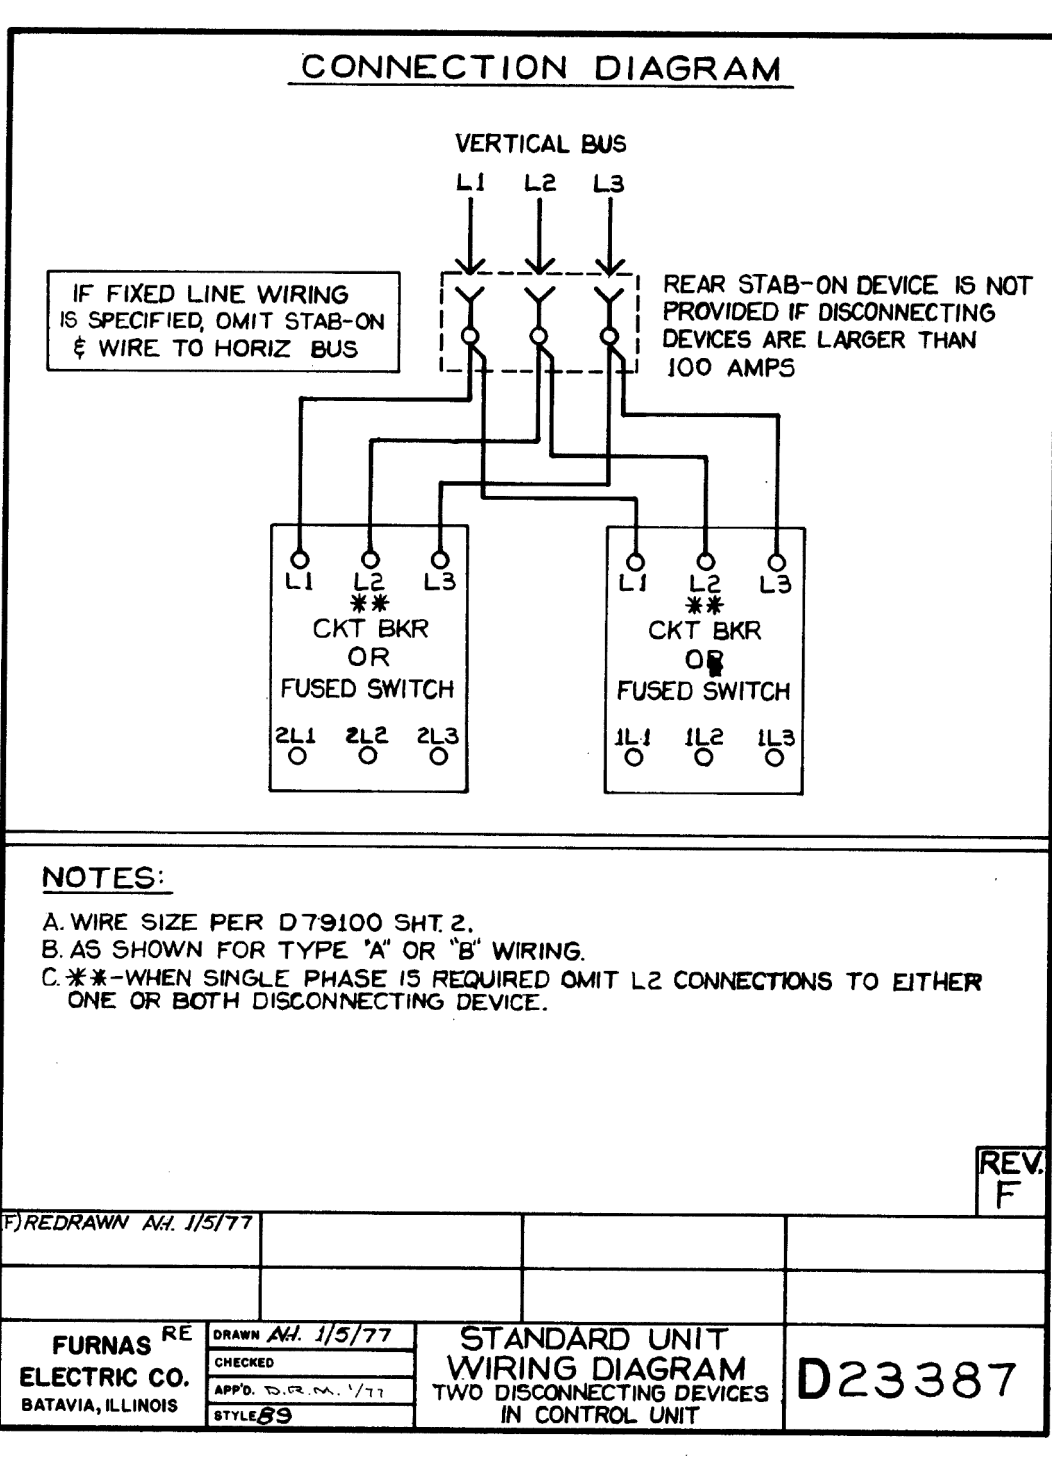 CONNECTION DIAGRAM
VERTICAL BUS
L1 L2 L3
IF FIXED LINE WIRING
IS SPECIFIED, OMIT STAB-ON
& WIRE TO HORIZ BUS
REAR STAB-ON DEVICE IS NOT
PROVIDED IF DISCONNECTING
DEVICES ARE LARGER THAN
100 AMPS
L1 L2 L3
**
CKT BKR
OR
FUSED SWITCH
2L1 2L2 2L3
L1 L2 L3
**
CKT BKR
OR
FUSED SWITCH
1L1 1L2 1L3
NOTES:
A. WIRE SIZE PER D79100 SHT. 2.
B. AS SHOWN FOR TYPE "A" OR "B" WIRING.
C. **-WHEN SINGLE PHASE IS REQUIRED OMIT L2 CONNECTIONS TO EITHER
ONE OR BOTH DISCONNECTING DEVICE.
REV.
F
F) REDRAWN A.H. 1/5/77
FURNAS RE
ELECTRIC CO.
BATAVIA, ILLINOIS
DRAWN A.H. 1/5/77
CHECKED
APP'D. D.R.M. 1/77
STYLE 89
STANDARD UNIT
WIRING DIAGRAM
TWO DISCONNECTING DEVICES
IN CONTROL UNIT
D23387